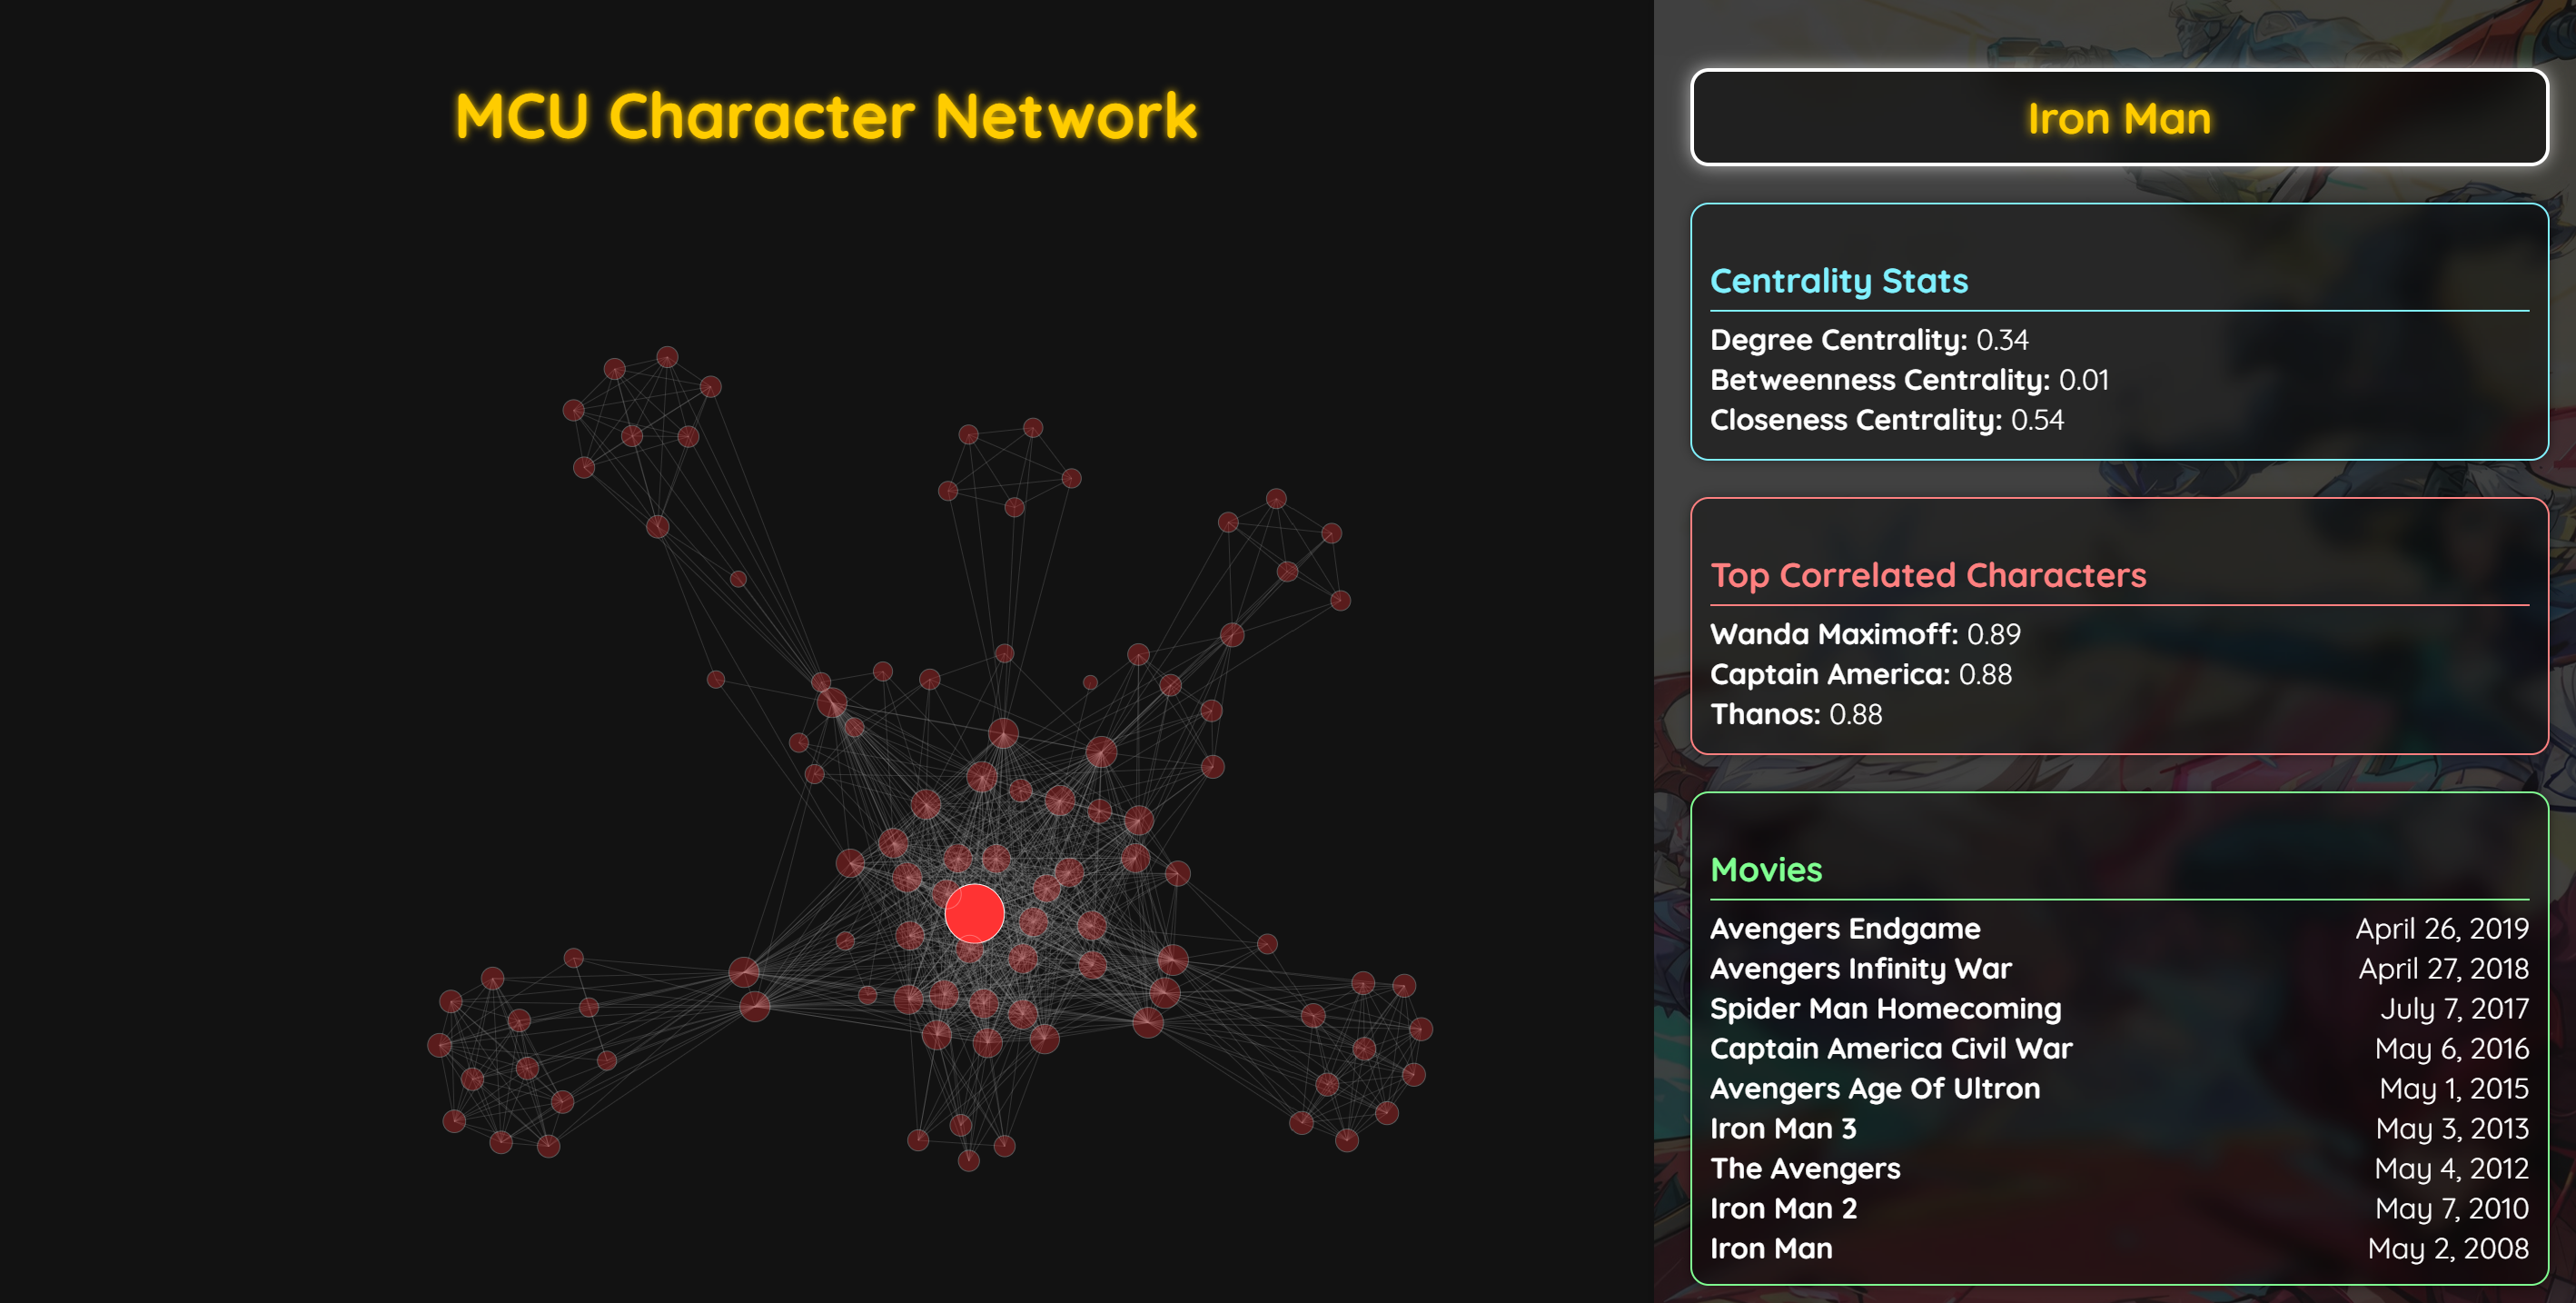 MCU Character Network
Iron Man
Centrality Stats
Degree Centrality: 0.34
Betweenness Centrality: 0.01
Closeness Centrality: 0.54
Top Correlated Characters
Wanda Maximoff: 0.89
Captain America: 0.88
Thanos: 0.88
Movies
Avengers Endgame April 26, 2019
Avengers Infinity War April 27, 2018
Spider Man Homecoming July 7, 2017
Captain America Civil War May 6, 2016
Avengers Age Of Ultron May 1, 2015
Iron Man 3 May 3, 2013
The Avengers May 4, 2012
Iron Man 2 May 7, 2010
Iron Man May 2, 2008